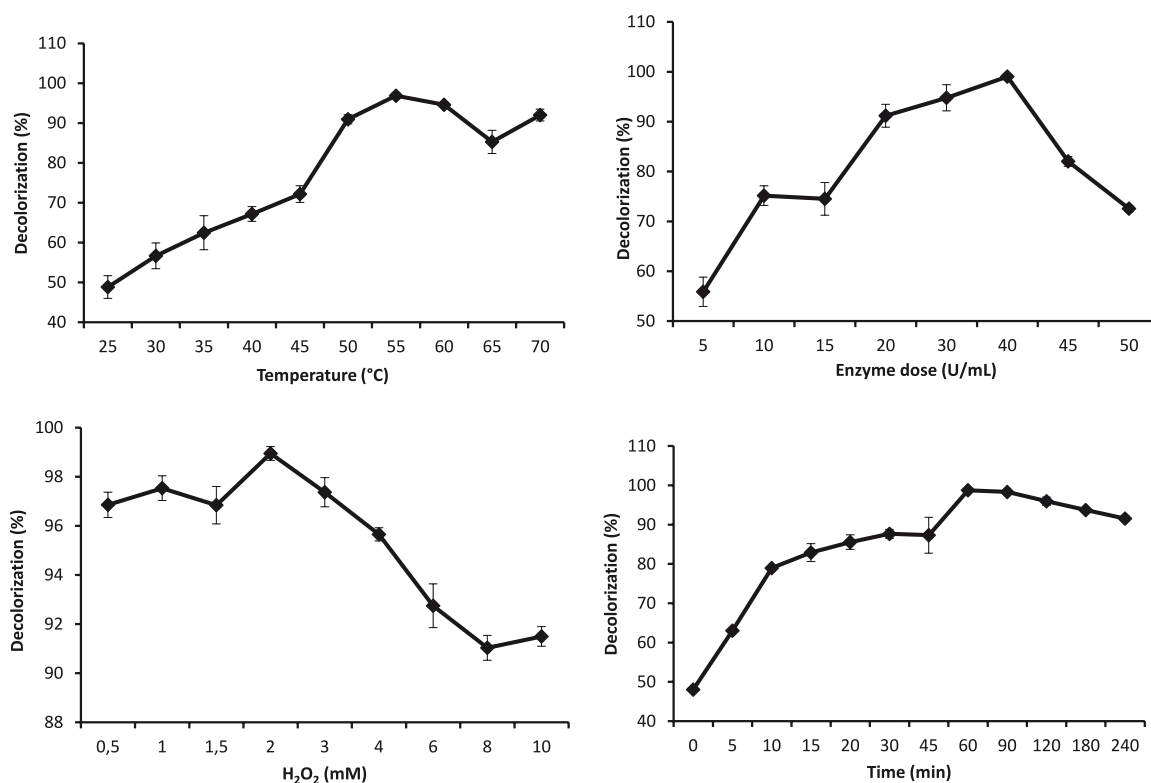 110
100
90
80
70
60
50
40
Decolorization (%)
25 30 35 40 45 50 55 60 65 70
Temperature (°C)
110
100
90
80
70
60
50
Decolorization (%)
5 10 15 20 30 40 45 50
Enzyme dose (U/mL)
100
98
96
94
92
90
88
Decolorization (%)
0,5 1 1,5 2 3 4 6 8 10
H₂O₂ (mM)
110
100
90
80
70
60
50
40
Decolorization (%)
0 5 10 15 20 30 45 60 90 120 180 240
Time (min)